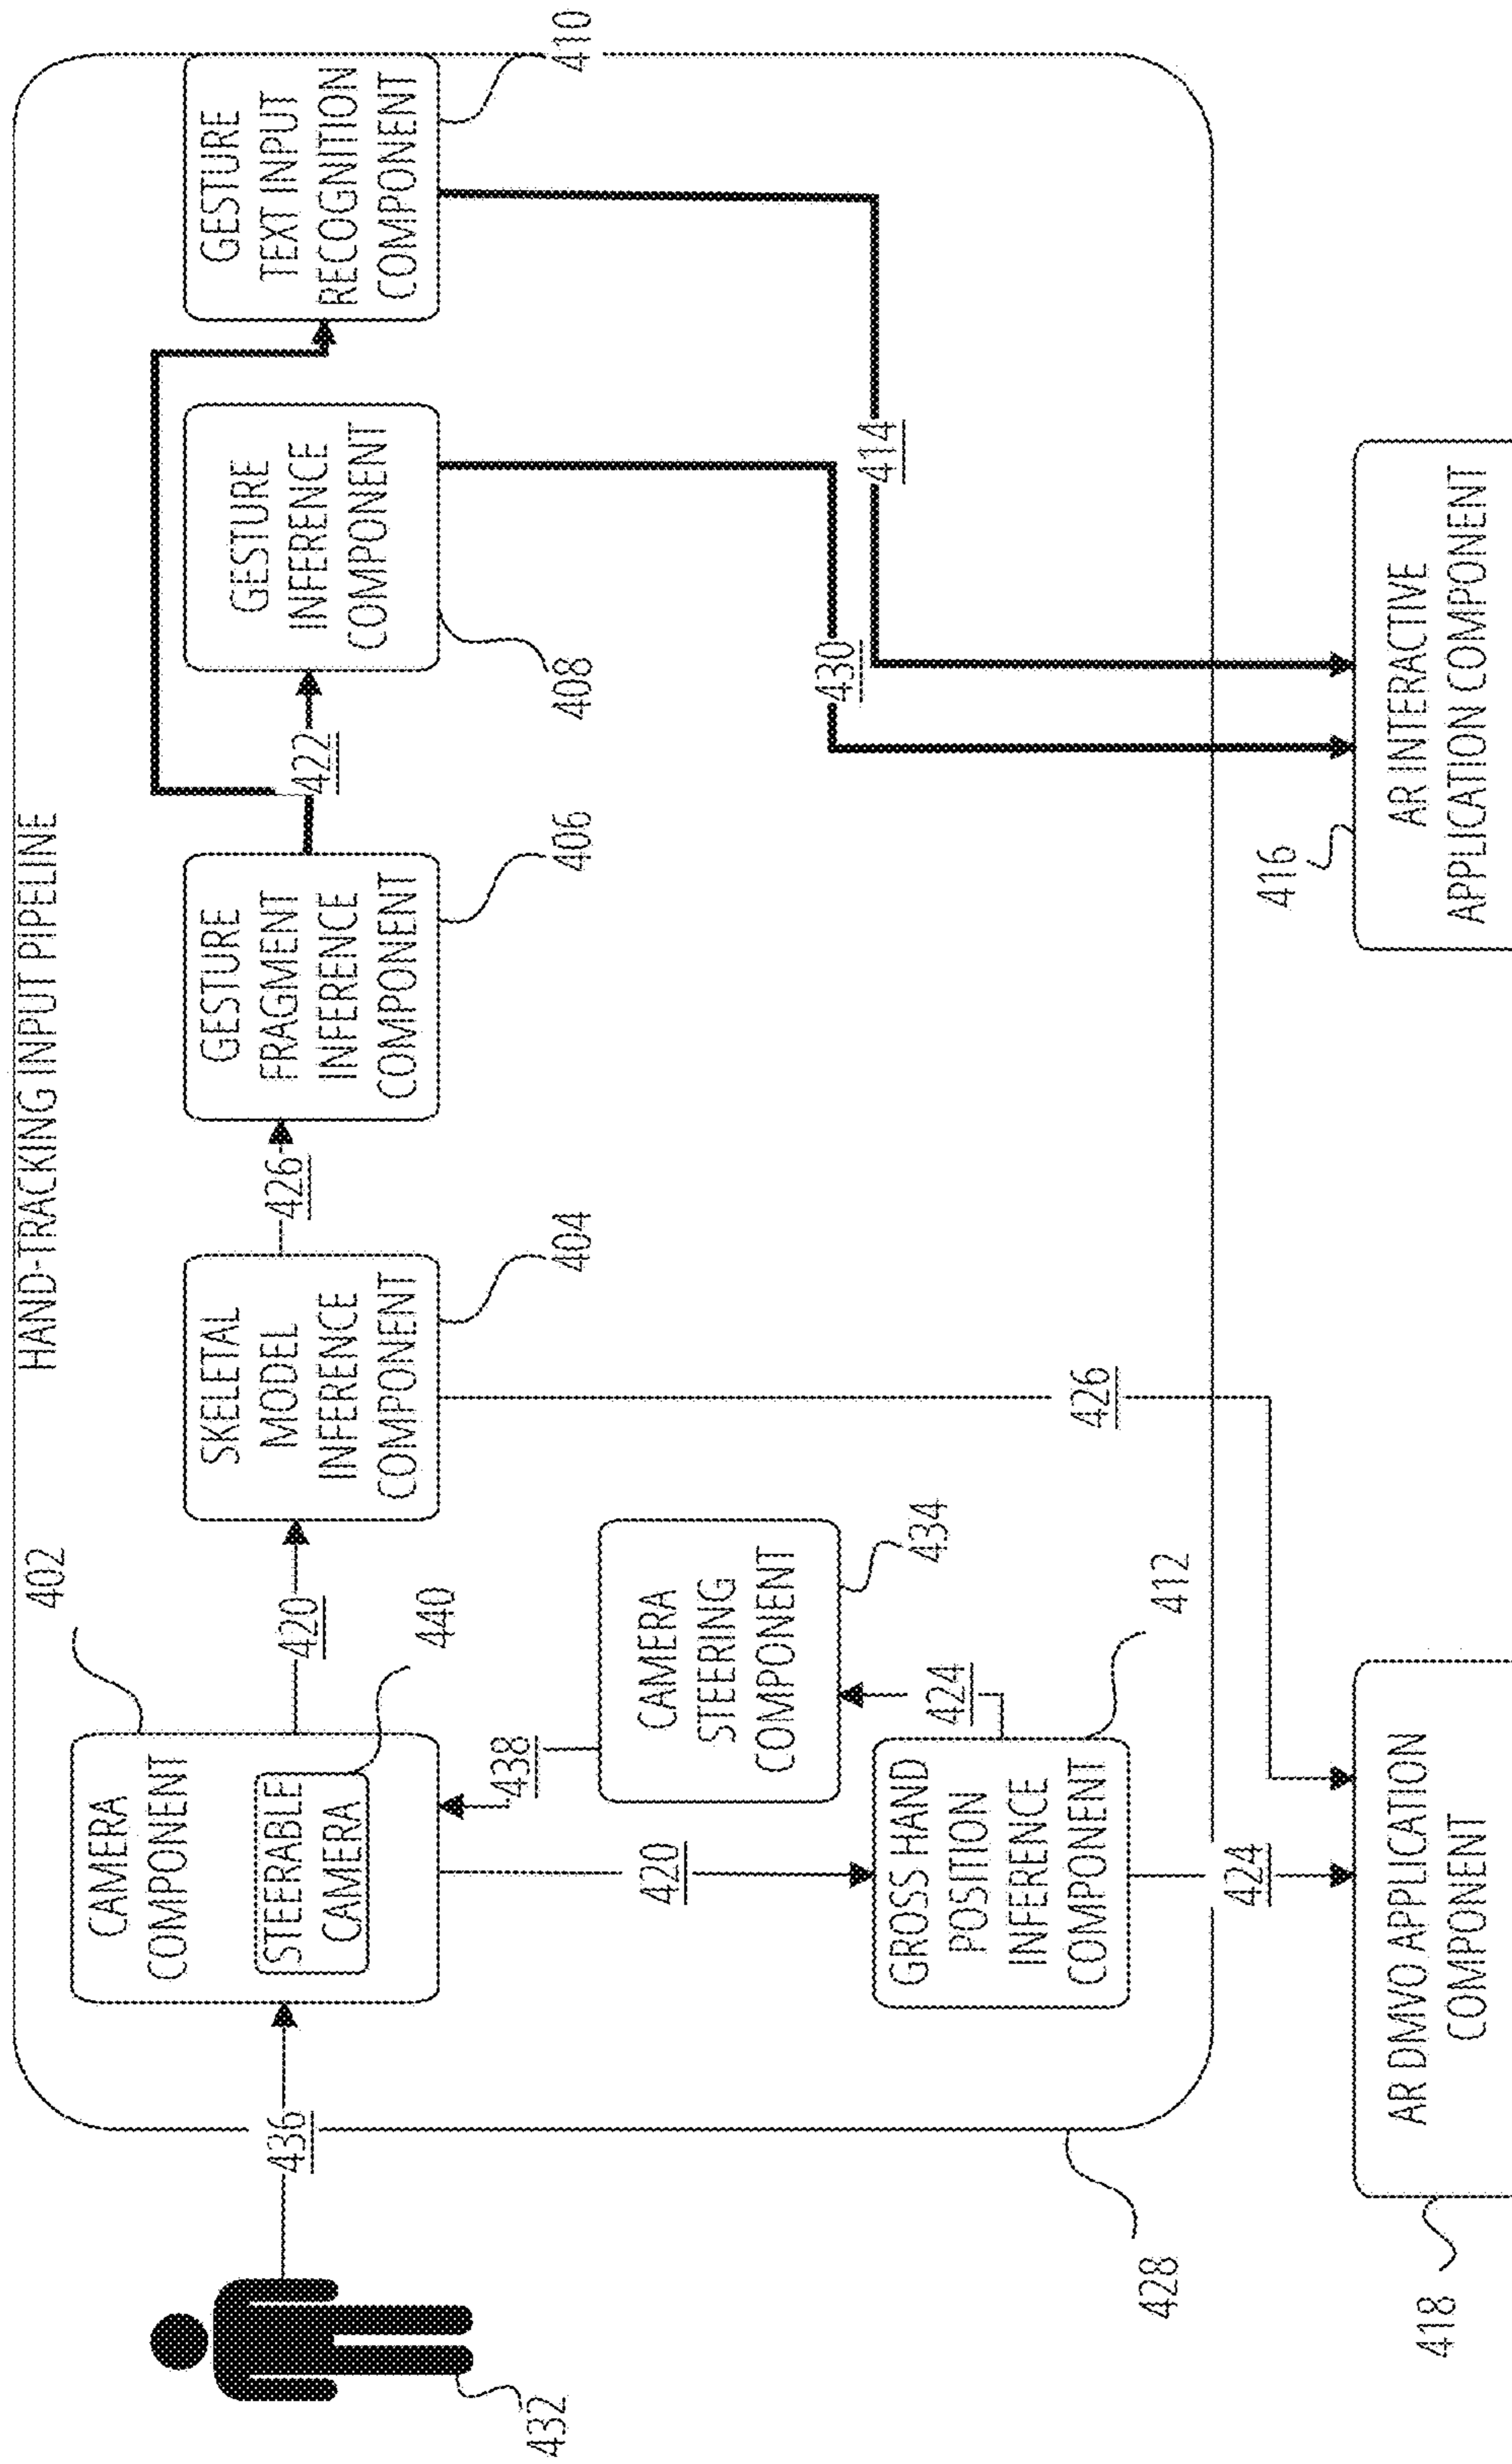 HAND-TRACKING INPUT PIPELINE
402
CAMERA
COMPONENT
STEERABLE
CAMERA
440
436
432
420
SKELETAL
MODEL
INFERENCE
COMPONENT
404
426
GESTURE
FRAGMENT
INFERENCE
COMPONENT
406
422
GESTURE
INFERENCE
COMPONENT
408
GESTURE
TEXT INPUT
RECOGNITION
COMPONENT
410
438
420
CAMERA
STEERING
COMPONENT
434
424
GROSS HAND
POSITION
INFERENCE
COMPONENT
412
430
414
426
424
428
AR DMVO APPLICATION
COMPONENT
418
416
AR INTERACTIVE
APPLICATION COMPONENT